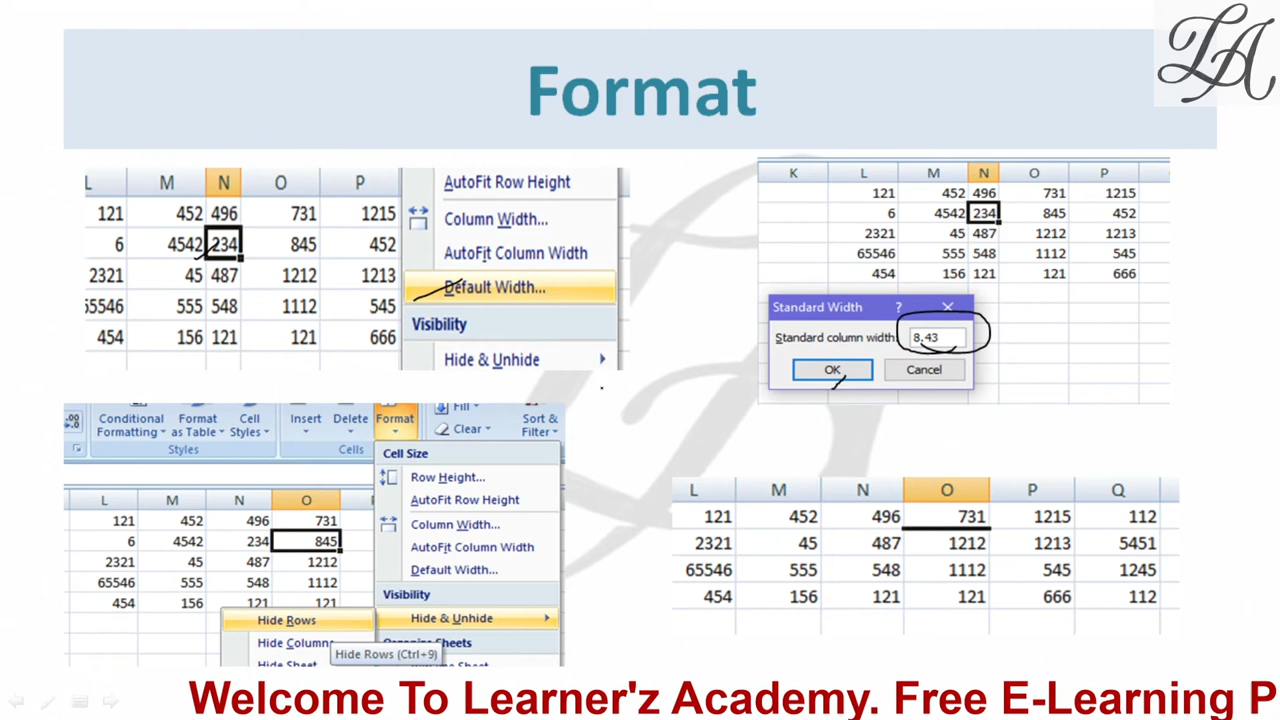 LA
Format
L M N O P
121 452 496 731 1215
6 4542 234 845 452
2321 45 487 1212 1213
65546 555 548 1112 545
454 156 121 121 666
AutoFit Row Height
Column Width...
AutoFit Column Width
Default Width...
Visibility
Hide & Unhide
K L M N O P
121 452 496 731 1215
6 4542 234 845 452
2321 45 487 1212 1213
65546 555 548 1112 545
454 156 121 121 666
Standard Width ?
Standard column width: 8.43
OK Cancel
Conditional Formatting Format as Table Cell Styles Insert Delete Format Fill Clear Sort & Filter
Styles Cells
Cell Size
Row Height...
AutoFit Row Height
Column Width...
AutoFit Column Width
Default Width...
Visibility
Hide & Unhide
Organize Sheets
L M N O
121 452 496 731
6 4542 234 845
2321 45 487 1212
65546 555 548 1112
454 156 121 121
Hide Rows
Hide Columns
Hide Sheet
Hide Rows (Ctrl+9)
L M N O P Q
121 452 496 731 1215 112
2321 45 487 1212 1213 5451
65546 555 548 1112 545 1245
454 156 121 121 666 112
Welcome To Learner'z Academy. Free E-Learning P